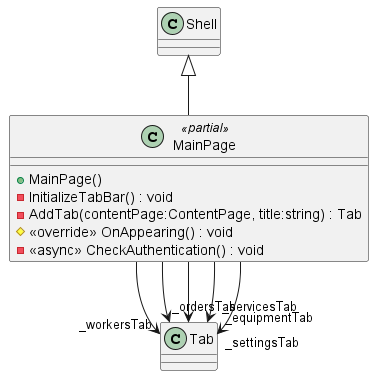 Shell
«partial»
MainPage
MainPage()
InitializeTabBar() : void
AddTab(contentPage:ContentPage, title:string) : Tab
«override» OnAppearing() : void
«async» CheckAuthentication() : void
_ordersTab
servicesTab
_equipmentTab
_workersTab
_settingsTab
Tab